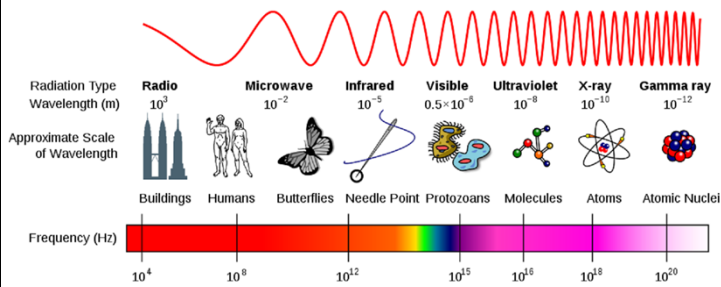 Radiation Type Radio Microwave Infrared Visible Ultraviolet X-ray Gamma ray
Wavelength (m) 10³ 10⁻² 10⁻⁵ 0.5×10⁻⁶ 10⁻⁸ 10⁻¹⁰ 10⁻¹²
Approximate Scale
of Wavelength
Buildings Humans Butterflies Needle Point Protozoans Molecules Atoms Atomic Nuclei
Frequency (Hz)
10⁴ 10⁸ 10¹² 10¹⁵ 10¹⁶ 10¹⁸ 10²⁰